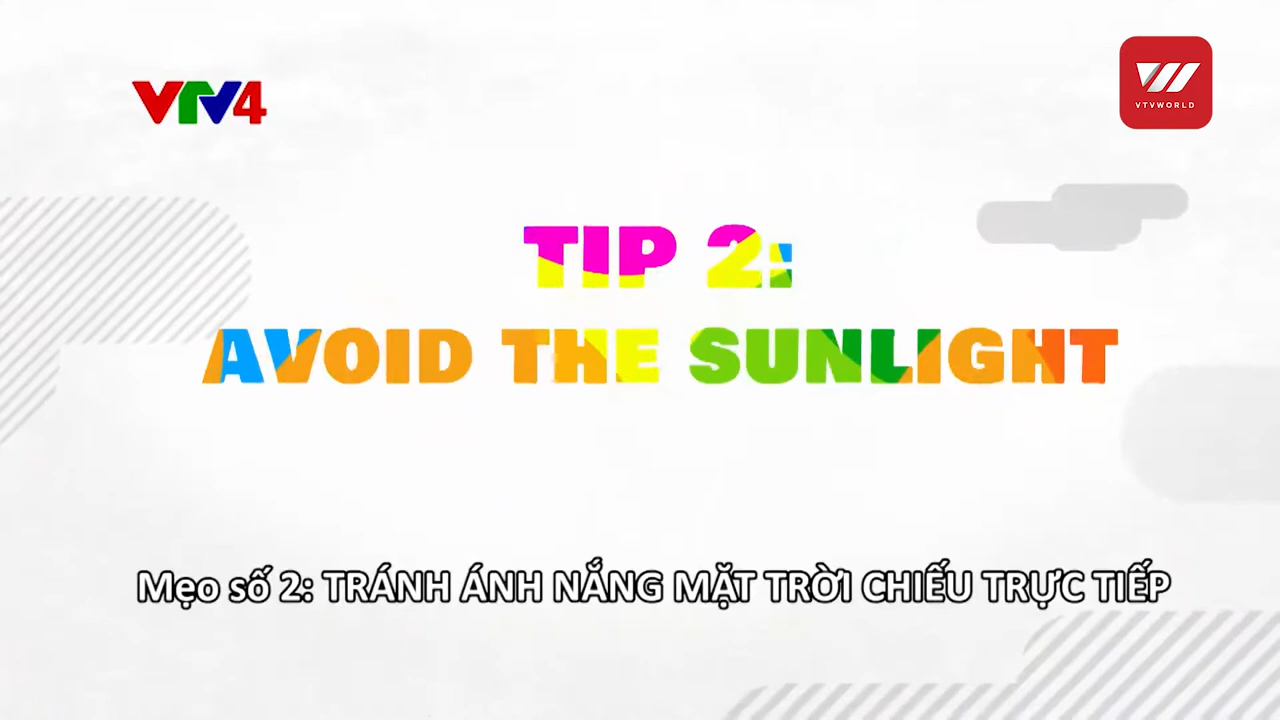 VTV4
VTVWORLD
TIP 2:
AVOID THE SUNLIGHT
Mẹo số 2: TRÁNH ÁNH NẮNG MẶT TRỜI CHIẾU TRỰC TIẾP